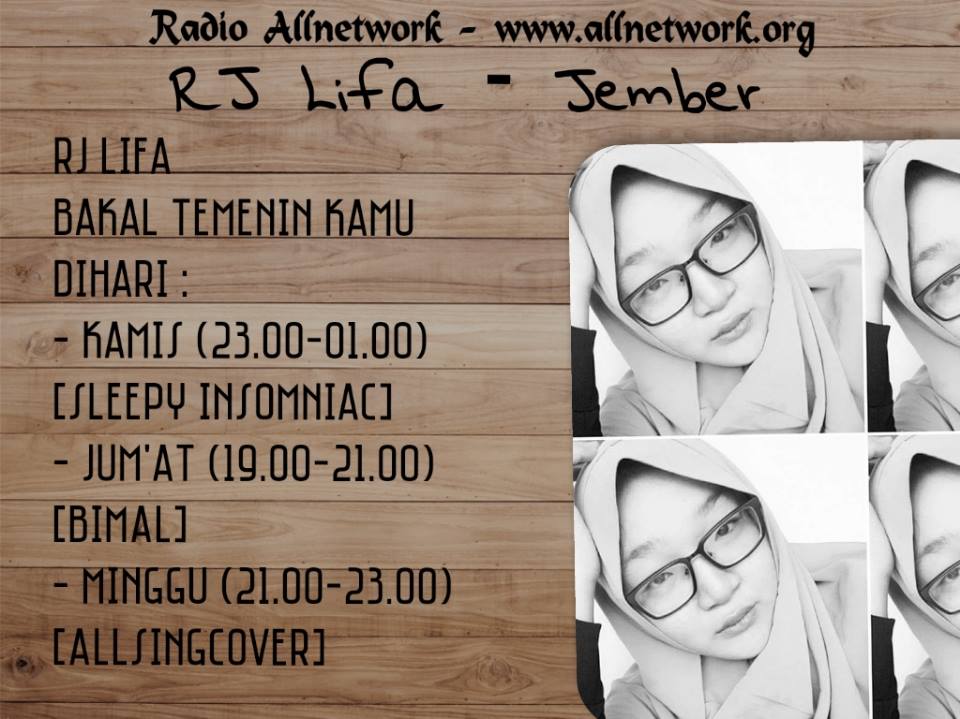 Radio Allnetwork - www.allnetwork.org
RJ Lifa - Jember
RJ LIFA
BAKAL TEMENIN KAMU
DIHARI :
- KAMIS (23.00-01.00)
[SLEEPY INSOMNIAC]
- JUM'AT (19.00-21.00)
[BIMAL]
- MINGGU (21.00-23.00)
[ALLSINGCOVER]